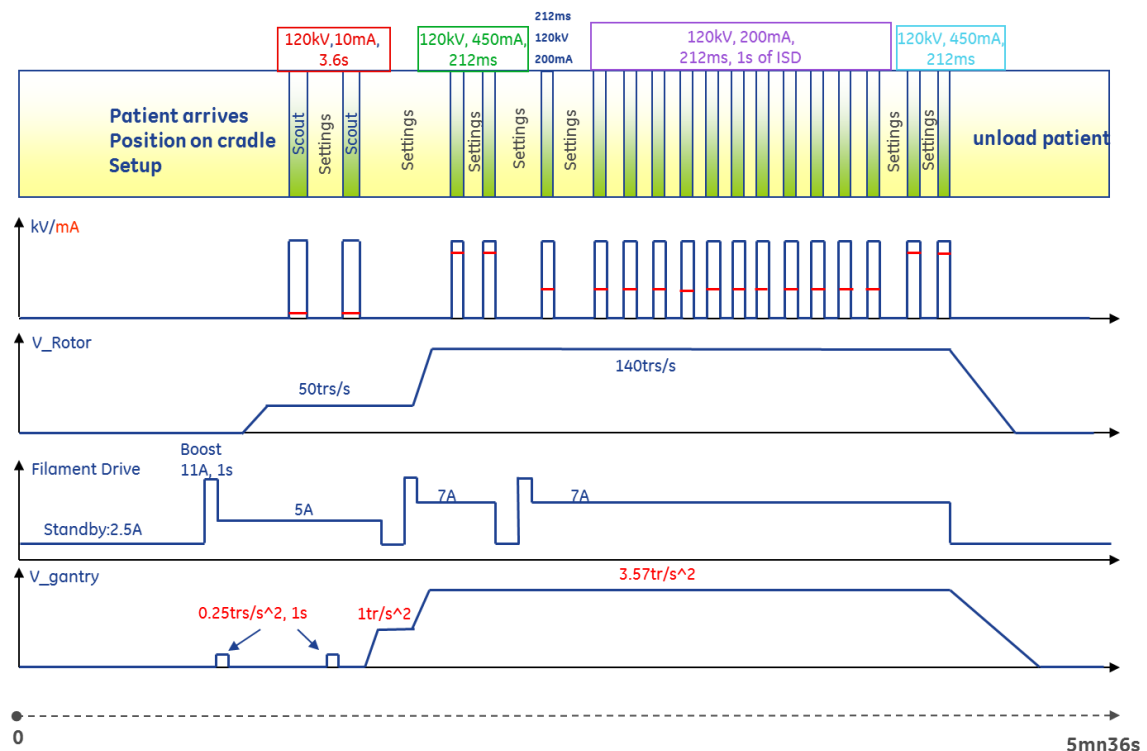 120kV,10mA,
3.6s
120kV, 450mA,
212ms
212ms
120kV
200mA
120kV, 200mA,
212ms, 1s of ISD
120kV, 450mA,
212ms
Patient arrives
Position on cradle
Setup
Scout
Settings
Scout
Settings
Settings
Settings
Settings
Settings
Settings
unload patient
kV/mA
V_Rotor
50trs/s
140trs/s
Filament Drive
Boost
11A, 1s
Standby:2.5A
5A
7A
7A
V_gantry
0.25trs/s^2, 1s
1tr/s^2
3.57tr/s^2
0
5mn36s